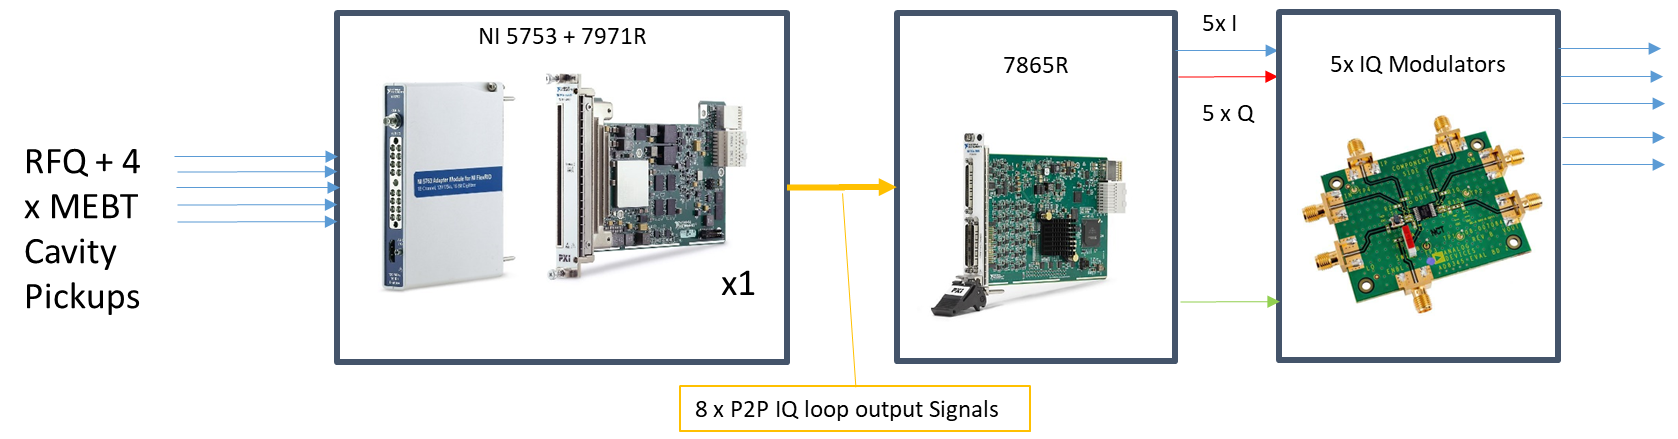 NI 5753 + 7971R
5x I
7865R
5x IQ Modulators
5 x Q
RFQ + 4
x MEBT
Cavity
Pickups
x1
8 x P2P IQ loop output Signals